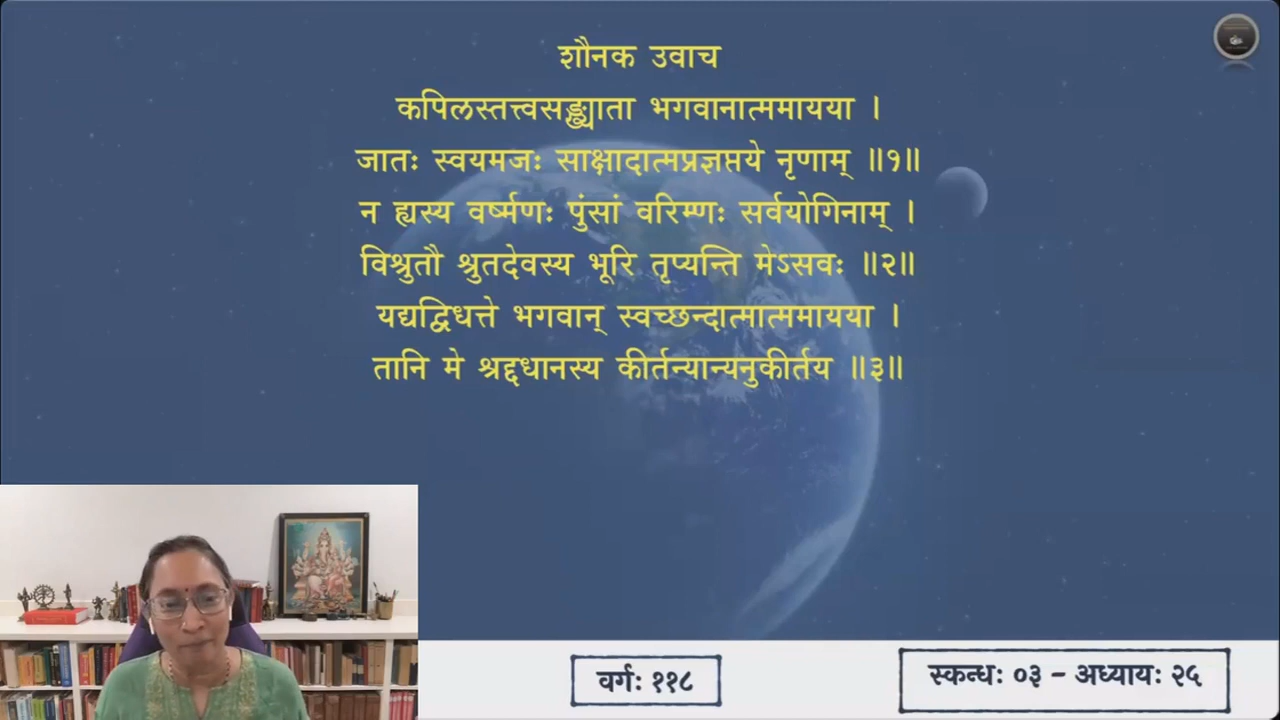 शौनक उवाच
कपिलस्तत्त्वसङ्ख्याता भगवानात्ममायया ।
जातः स्वयमजः साक्षादात्मप्रज्ञप्तये नृणाम् ॥१॥
न ह्यस्य वर्ष्मणः पुंसां वरिम्णः सर्वयोगिनाम् ।
विश्रुतौ श्रुतदेवस्य भूरि तृप्यन्ति मेऽसवः ॥२॥
यद्यद्विधत्ते भगवान् स्वच्छन्दात्मात्ममायया ।
तानि मे श्रद्दधानस्य कीर्तन्यान्यनुकीर्तय ॥३॥
वर्गः ११८
स्कन्धः ०३ - अध्यायः २५